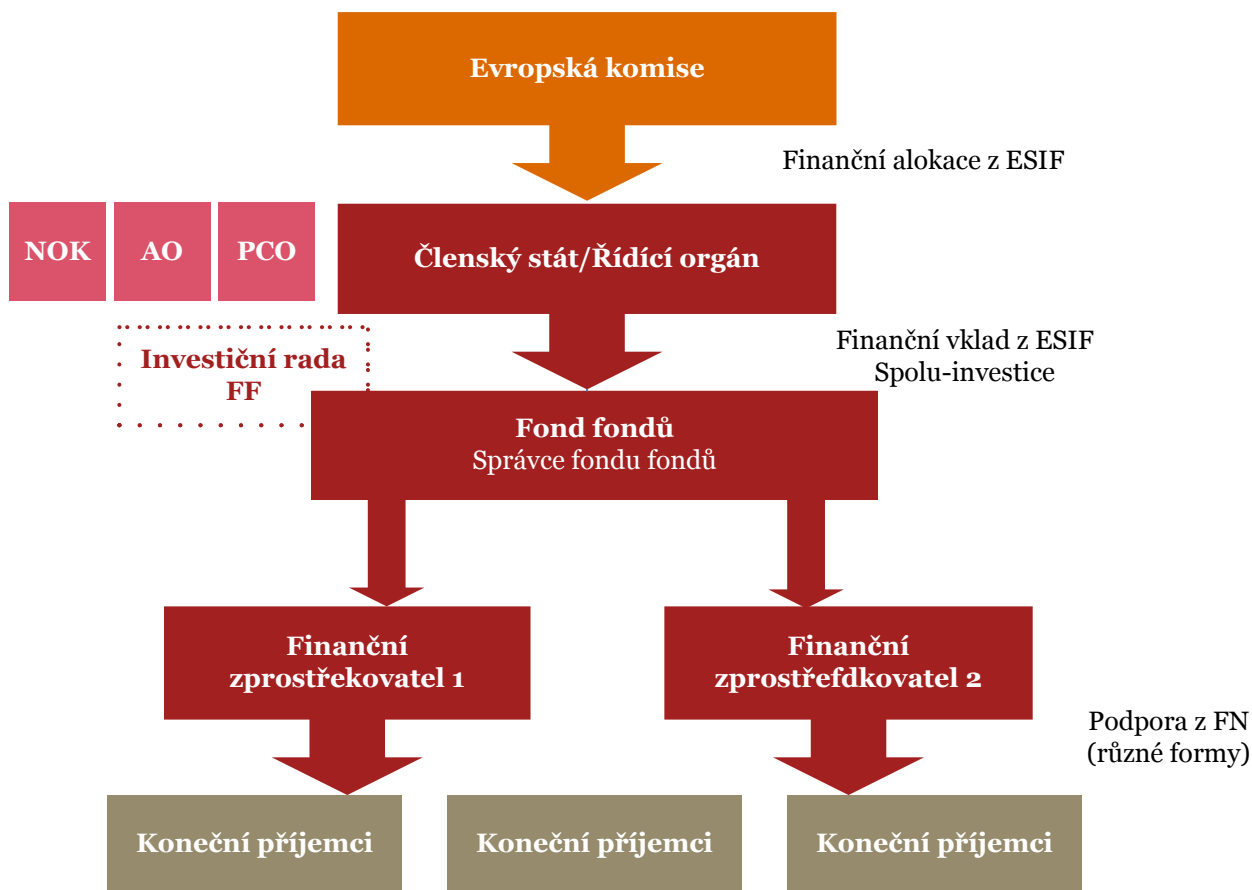 Evropská komise
Finanční alokace z ESIF
NOK
AO
PCO
Členský stát/Řídící orgán
Investiční rada
FF
Finanční vklad z ESIF
Spolu-investice
Fond fondů
Správce fondu fondů
Finanční
zprostřekovatel 1
Finanční
zprostřefdkovatel 2
Podpora z FN
(různé formy)
Koneční příjemci
Koneční příjemci
Koneční příjemci